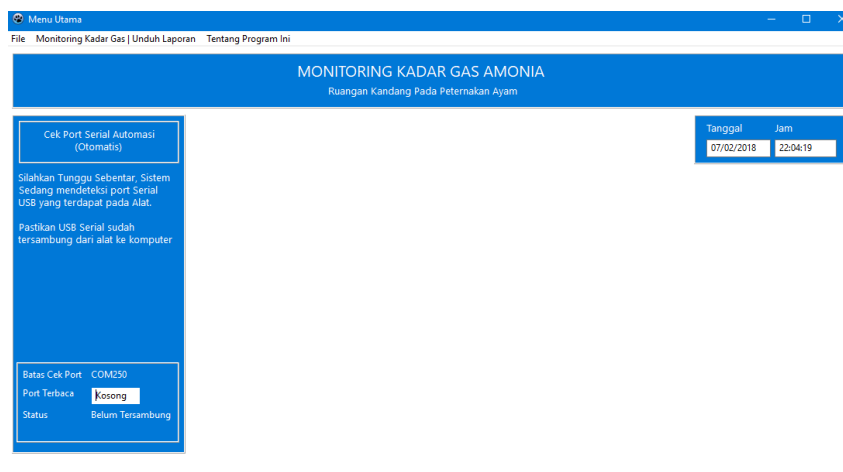 Menu Utama
File Monitoring Kadar Gas | Unduh Laporan Tentang Program Ini
MONITORING KADAR GAS AMONIA
Ruangan Kandang Pada Peternakan Ayam
Cek Port Serial Automasi
(Otomatis)
Silahkan Tunggu Sebentar, Sistem
Sedang mendeteksi port Serial
USB yang terdapat pada Alat.
Pastikan USB Serial sudah
tersambung dari alat ke komputer
Batas Cek Port COM250
Port Terbaca Kosong
Status Belum Tersambung
Tanggal Jam
07/02/2018 22:04:19